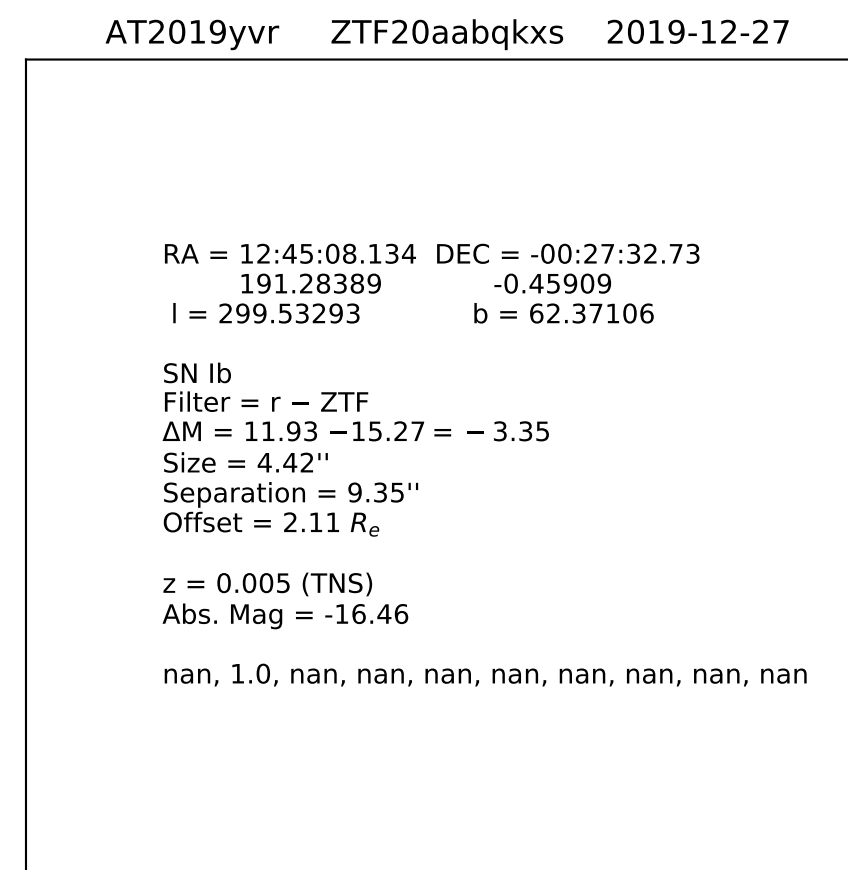 AT2019yvr ZTF20aabqkxs 2019-12-27
RA = 12:45:08.134 DEC = -00:27:32.73
191.28389 -0.45909
l = 299.53293 b = 62.37106
SN Ib
Filter = r − ZTF
ΔM = 11.93 −15.27 = − 3.35
Size = 4.42''
Separation = 9.35''
Offset = 2.11 Re
z = 0.005 (TNS)
Abs. Mag = -16.46
nan, 1.0, nan, nan, nan, nan, nan, nan, nan, nan